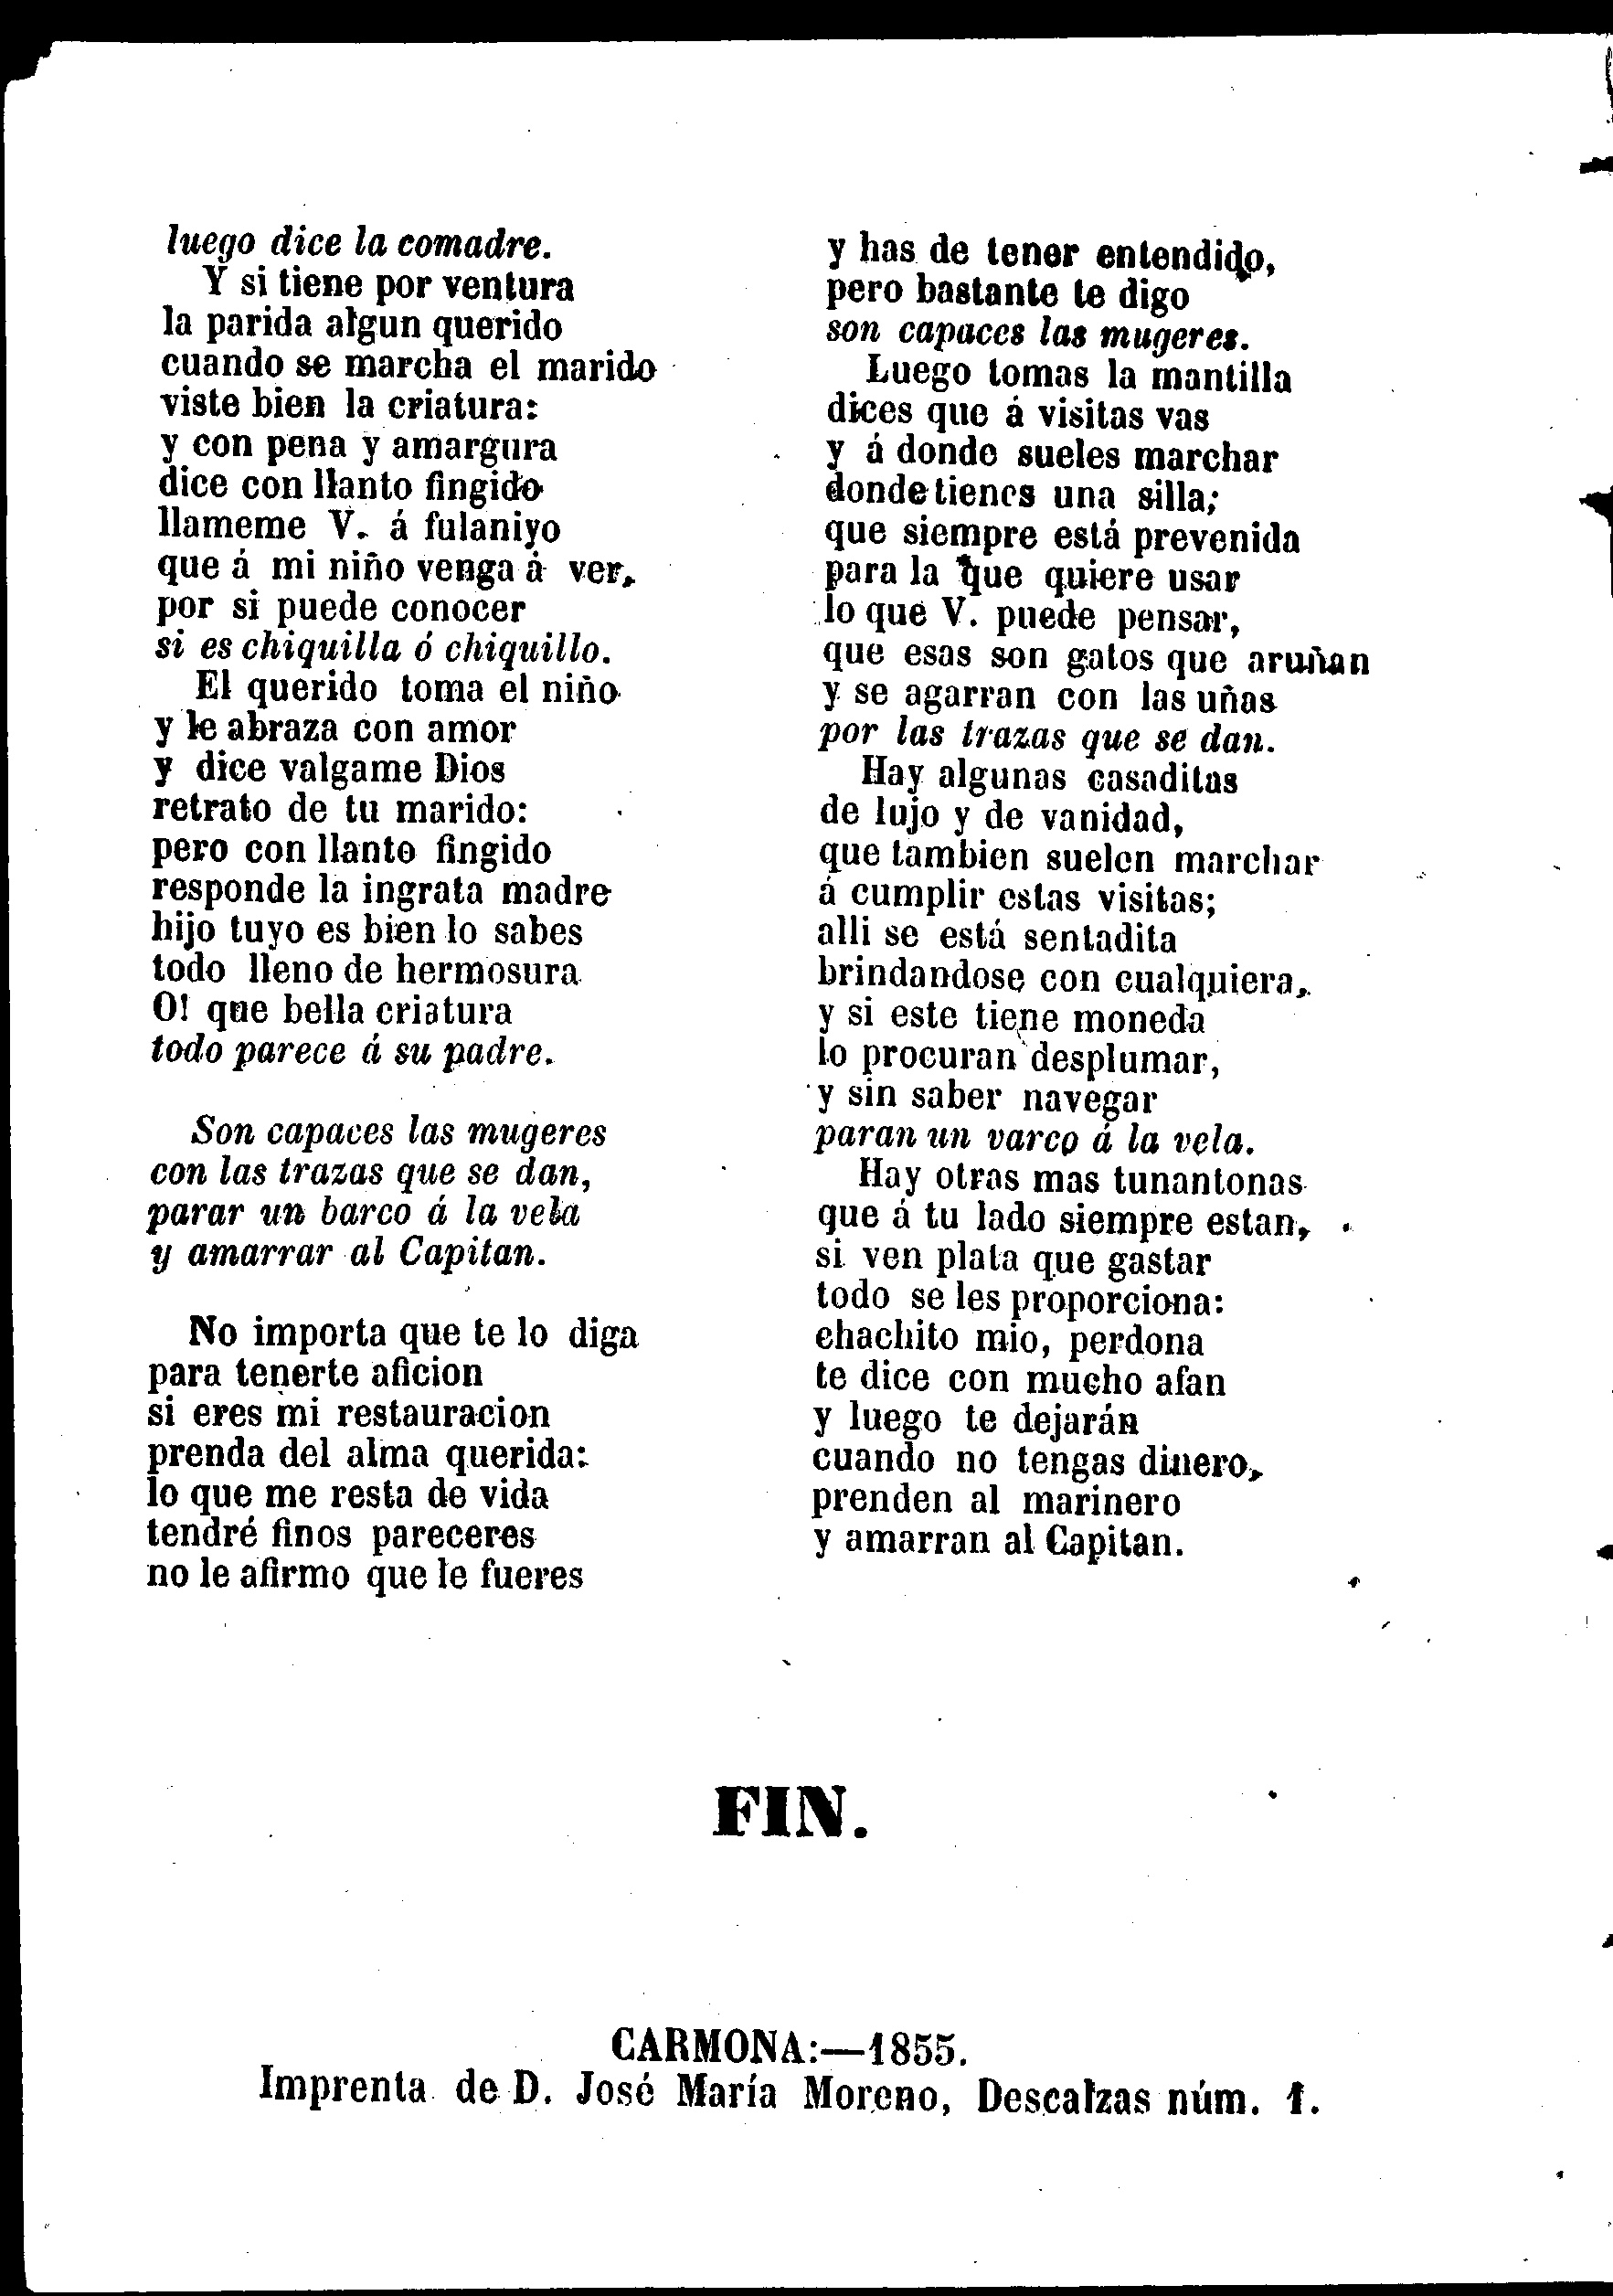 luego dice la comadre.
Y si tiene por ventura
la parida algun querido
cuando se marcha el marido
viste bien la criatura:
y con pena y amargura
dice con llanto fingido
llameme V. á fulaniyo
que á mi niño venga á ver,
por si puede conocer
si es chiquilla ó chiquillo.
El querido toma el niño
y le abraza con amor
y dice valgame Dios
retrato de tu marido:
pero con llanto fingido
responde la ingrata madre
hijo tuyo es bien lo sabes
todo lleno de hermosura
O! que bella criatura
todo parece á su padre.
Son capaces las mugeres
con las trazas que se dan,
parar un barco á la vela
y amarrar al Capitan.
No importa que te lo diga
para tenerte aficion
si eres mi restauracion
prenda del alma querida:
lo que me resta de vida
tendré finos pareceres
no le afirmo que le fueres
y has de tener entendido,
pero bastante te digo
son capaces las mugeres.
Luego tomas la mantilla
dices que á visitas vas
y á donde sueles marchar
donde tienes una silla;
que siempre está prevenida
para la que quiere usar
lo que V. puede pensar,
que esas son gatos que aruñan
y se agarran con las uñas
por las trazas que se dan.
Hay algunas casaditas
de lujo y de vanidad,
que tambien suelen marchar
á cumplir estas visitas;
alli se está sentadita
brindandose con cualquiera,
y si este tiene moneda
lo procuran desplumar,
y sin saber navegar
paran un varco á la vela.
Hay otras mas tunantonas
que á tu lado siempre estan,
si ven plata que gastar
todo se les proporciona:
chachito mio, perdona
te dice con mucho afan
y luego te dejarán
cuando no tengas dinero,
prenden al marinero
y amarran al Capitan.
FIN.
CARMONA:—1855.
Imprenta de D. José María Moreno, Descalzas núm. 1.